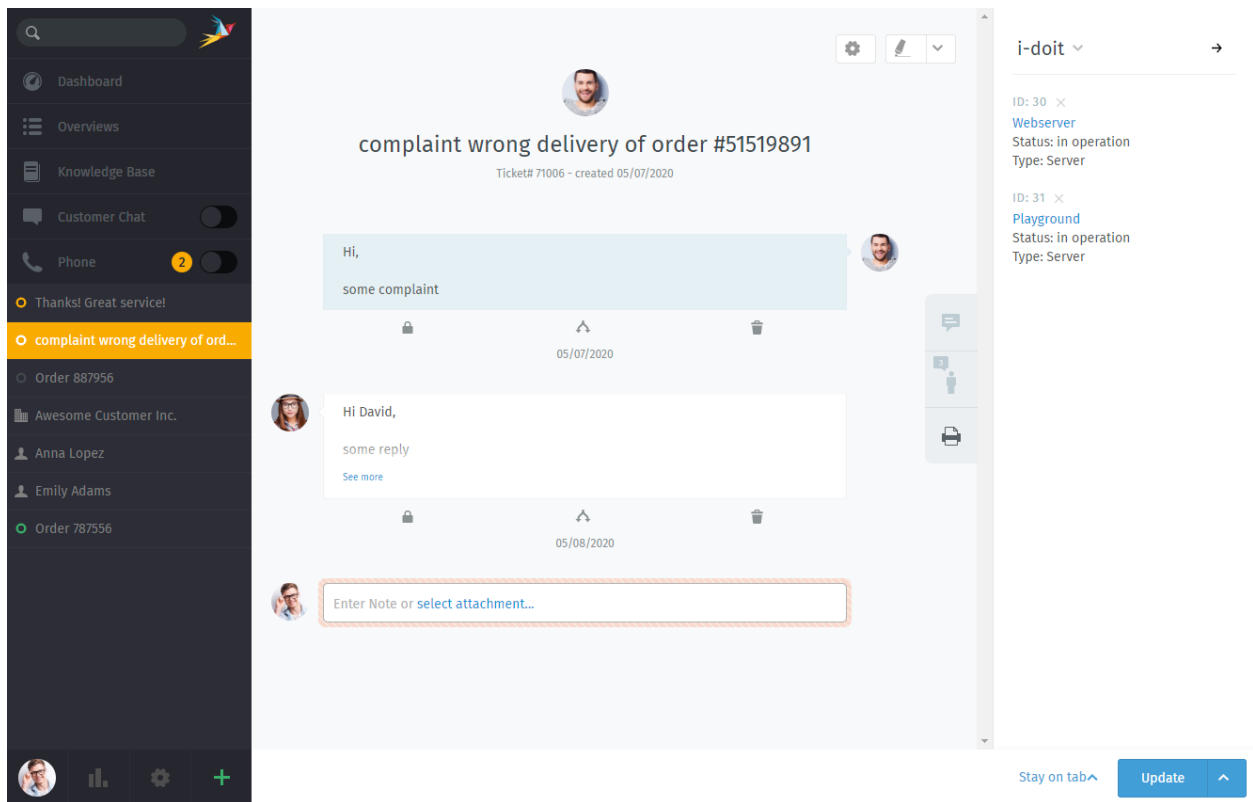 Dashboard
Overviews
Knowledge Base
Customer Chat
Phone 2
Thanks! Great service!
complaint wrong delivery of ord...
Order 887956
Awesome Customer Inc.
Anna Lopez
Emily Adams
Order 787556
complaint wrong delivery of order #51519891
Ticket# 71006 - created 05/07/2020
Hi,
some complaint
05/07/2020
Hi David,
some reply
See more
05/08/2020
Enter Note or select attachment...
i-doit
ID: 30
Webserver
Status: in operation
Type: Server
ID: 31
Playground
Status: in operation
Type: Server
Stay on tab
Update